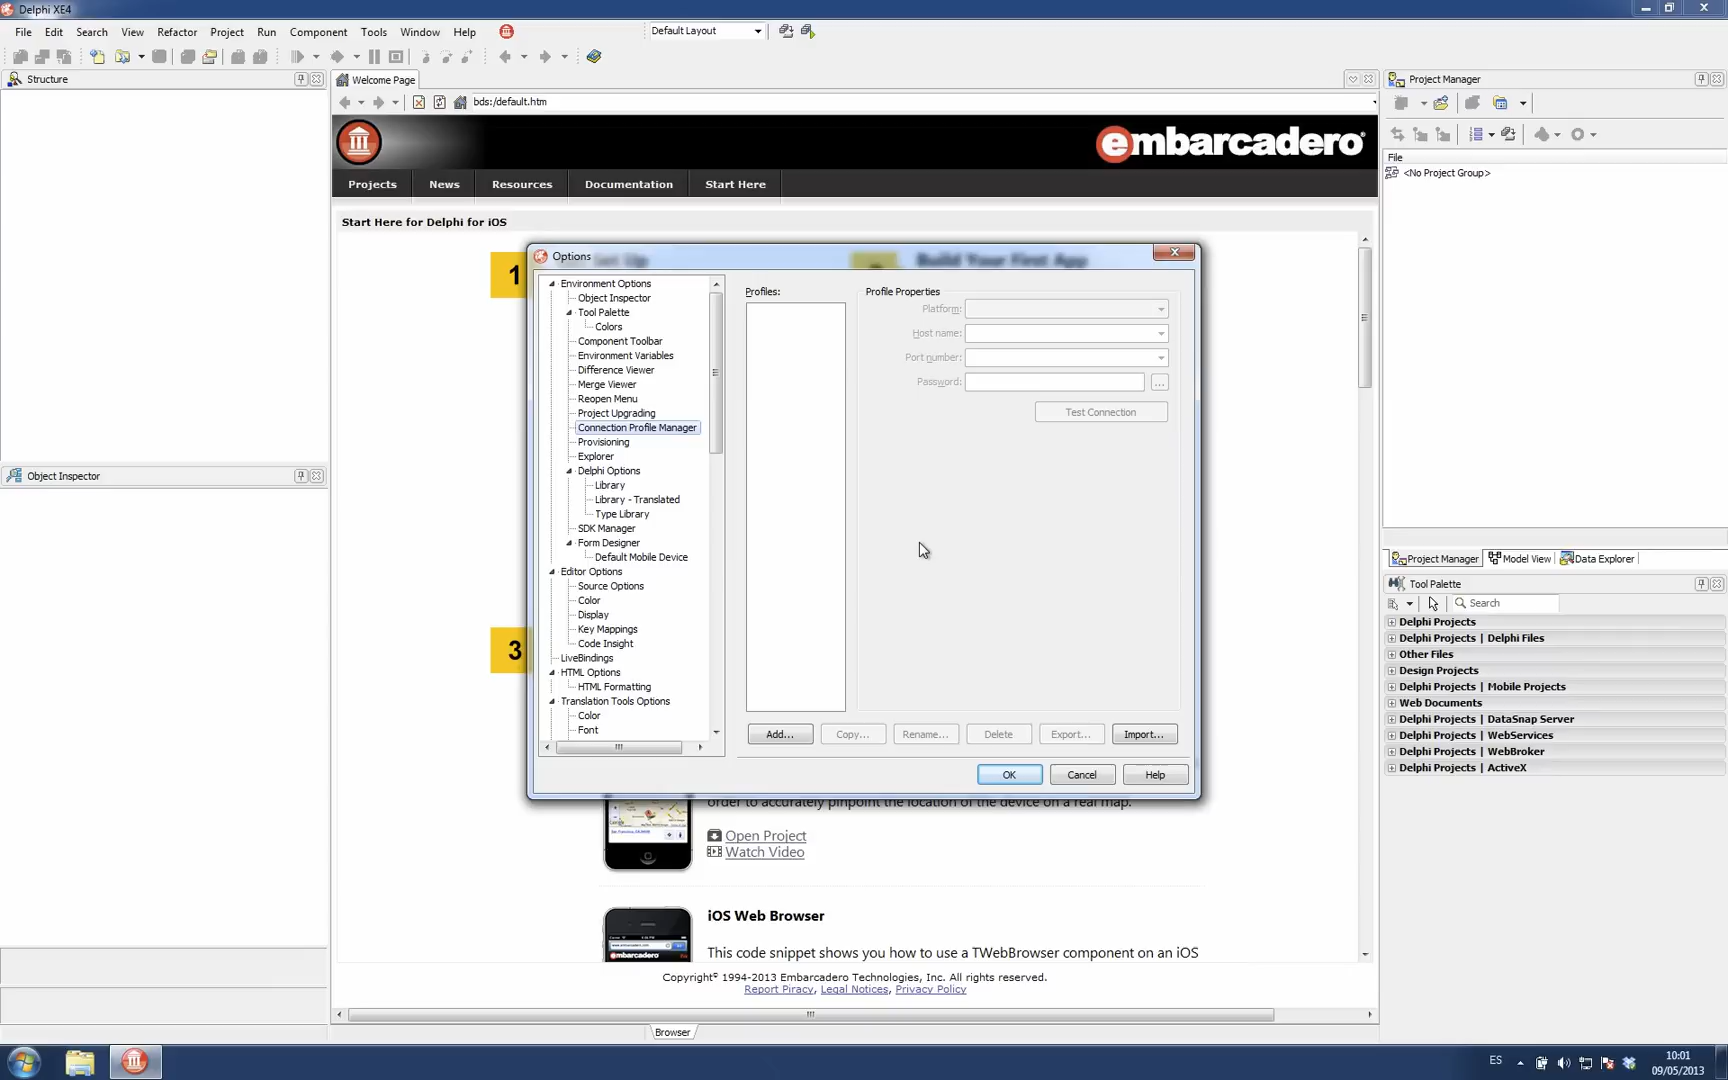 Delphi XE4
File Edit Search View Refactor Project Run Component Tools Window Help
Default Layout
Structure
Welcome Page
Project Manager
bds:/default.htm
embarcadero
Projects News Resources Documentation Start Here
File
<No Project Group>
Start Here for Delphi for iOS
1
Build Your First App
Options
Environment Options
Object Inspector
Tool Palette
Colors
Component Toolbar
Environment Variables
Difference Viewer
Merge Viewer
Reopen Menu
Project Upgrading
Connection Profile Manager
Provisioning
Explorer
Delphi Options
Library
Library - Translated
Type Library
SDK Manager
Form Designer
Default Mobile Device
Editor Options
Source Options
Color
Display
Key Mappings
Code Insight
LiveBindings
HTML Options
HTML Formatting
Translation Tools Options
Color
Font
Profiles:
Profile Properties
Platform:
Host name:
Port number:
Password:
...
Test Connection
Add... Copy... Rename... Delete Export... Import...
OK Cancel Help
Object Inspector
3
order to accurately pinpoint the location of the device on a real map.
Open Project
Watch Video
iOS Web Browser
This code snippet shows you how to use a TWebBrowser component on an iOS
Copyright© 1994-2013 Embarcadero Technologies, Inc. All rights reserved.
Report Piracy, Legal Notices, Privacy Policy
Browser
Project Manager Model View Data Explorer
Tool Palette
Search
Delphi Projects
Delphi Projects | Delphi Files
Other Files
Design Projects
Delphi Projects | Mobile Projects
Web Documents
Delphi Projects | DataSnap Server
Delphi Projects | WebServices
Delphi Projects | WebBroker
Delphi Projects | ActiveX
ES
10:01
09/05/2013